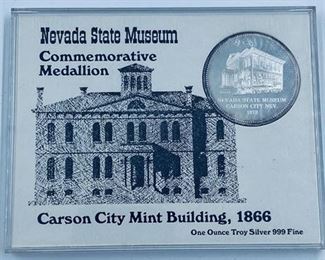 Nevada State Museum
Commemorative
Medallion
NEVADA STATE MUSEUM
CARSON CITY NEV.
Carson City Mint Building, 1866
One Ounce Troy Silver 999 Fine